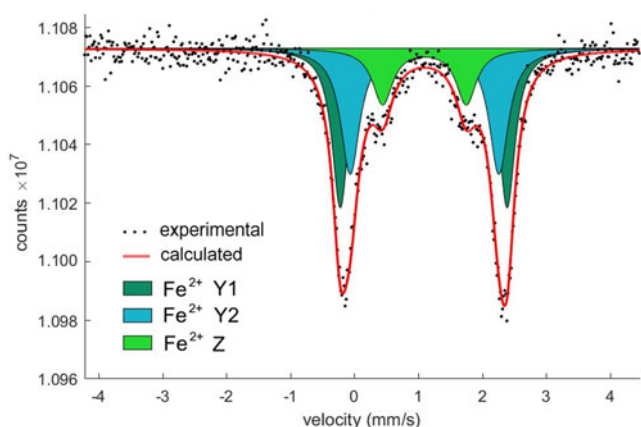 1.108
1.106
1.104
1.102
1.100
1.098
1.096
counts ×10⁷
experimental
calculated
Fe²⁺ Y1
Fe²⁺ Y2
Fe²⁺ Z
-4 -3 -2 -1 0 1 2 3 4
velocity (mm/s)